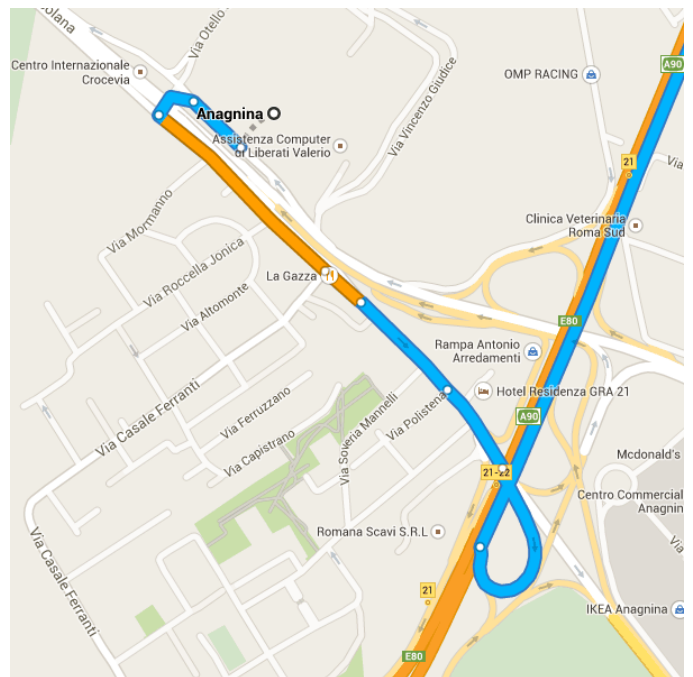 olana
Via Otello
Centro Internazionale
Crocevia
A90
OMP RACING
Anagnina
Via Vincenzo Giudice
Assistenza Computer
di Liberati Valerio
21
Via Mormanno
Clinica Veterinaria
Roma Sud
Via Roccella Jonica
La Gazza
Via Altomonte
E80
Rampa Antonio
Arredamenti
Hotel Residenza GRA 21
Via Ferruzzano
Via Casale Ferranti
Via Polistena
A90
Via Soveria Mannelli
Via Capistrano
Mcdonald's
21-22
Centro Commercial
Anagnin
Romana Scavi S.R.L
Via Casale Ferranti
Via
21
IKEA Anagnina
E80